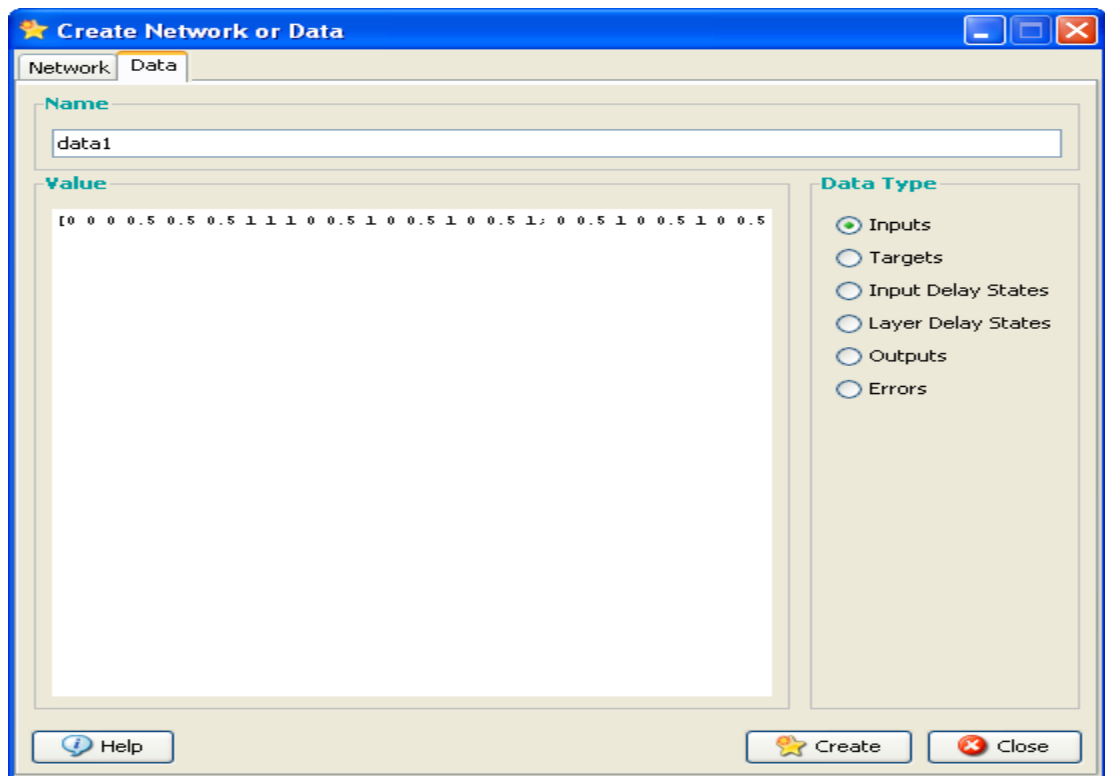 Create Network or Data
Network Data
Name
data1
Value
[0 0 0 0.5 0.5 0.5 1 1 1 0 0.5 1 0 0.5 1 0 0.5 1; 0 0.5 1 0 0.5 1 0 0.5
Data Type
Inputs
Targets
Input Delay States
Layer Delay States
Outputs
Errors
Help
Create
Close